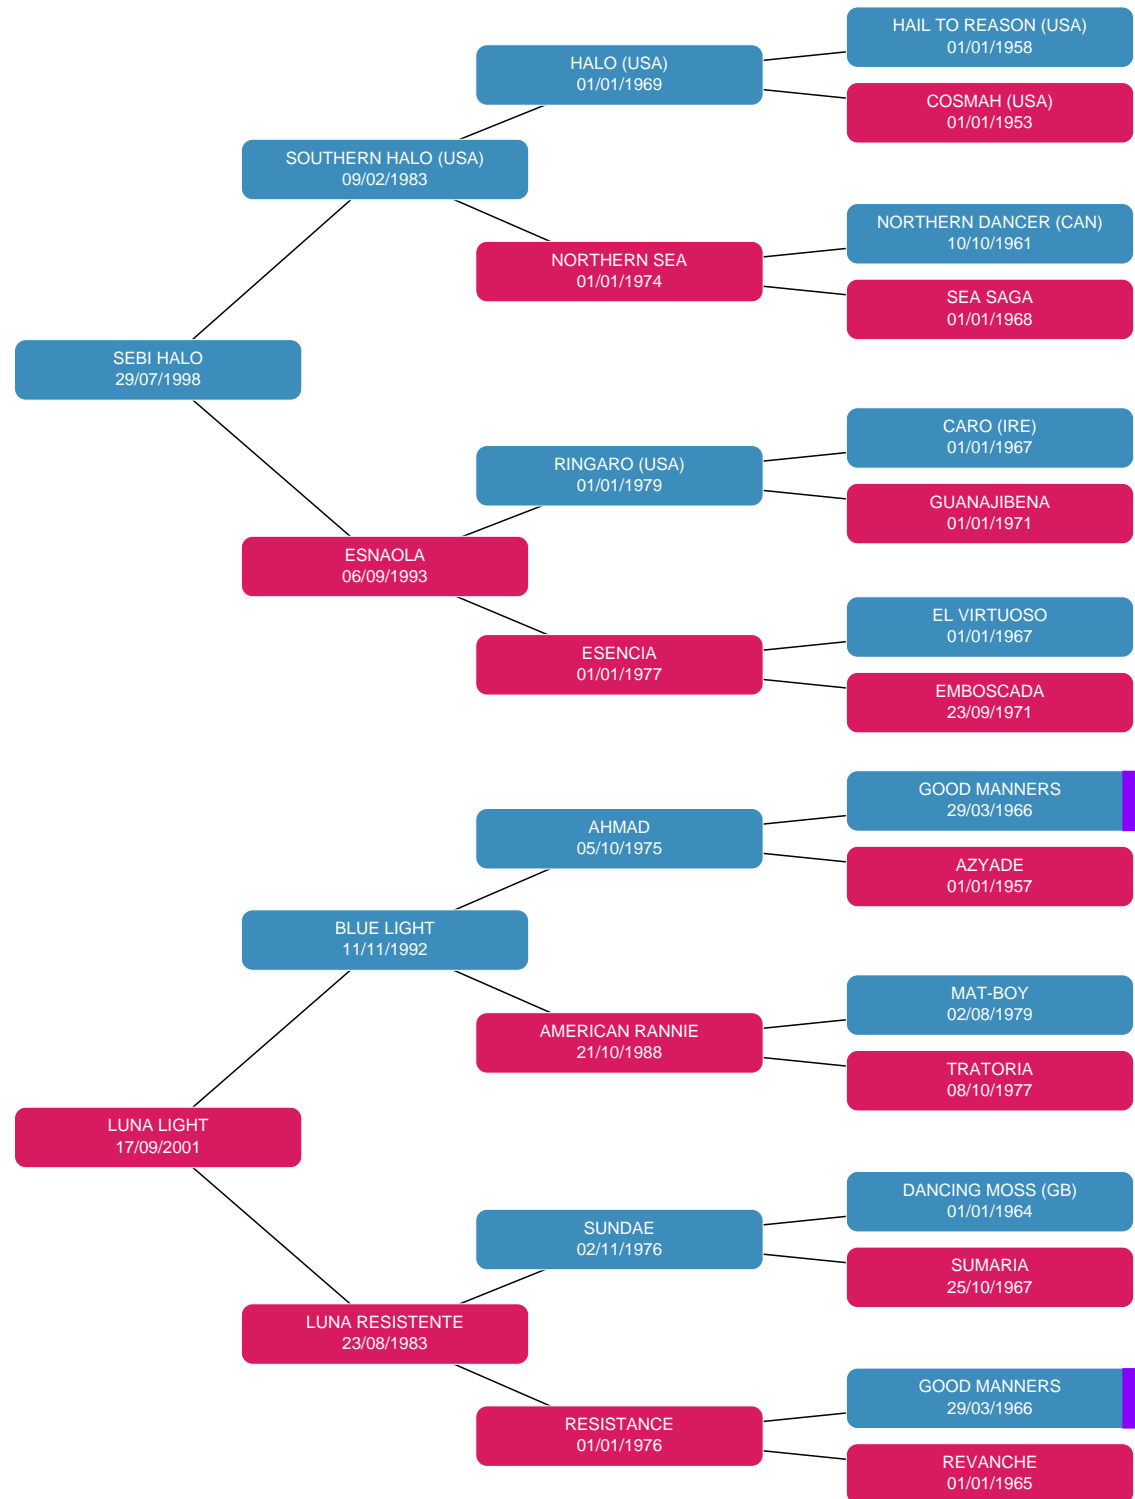 HAIL TO REASON (USA)
01/01/1958
HALO (USA)
01/01/1969
COSMAH (USA)
01/01/1953
SOUTHERN HALO (USA)
09/02/1983
NORTHERN DANCER (CAN)
10/10/1961
NORTHERN SEA
01/01/1974
SEA SAGA
01/01/1968
SEBI HALO
29/07/1998
CARO (IRE)
01/01/1967
RINGARO (USA)
01/01/1979
GUANAJIBENA
01/01/1971
ESNAOLA
06/09/1993
EL VIRTUOSO
01/01/1967
ESENCIA
01/01/1977
EMBOSCADA
23/09/1971
GOOD MANNERS
29/03/1966
AHMAD
05/10/1975
AZYADE
01/01/1957
BLUE LIGHT
11/11/1992
MAT-BOY
02/08/1979
AMERICAN RANNIE
21/10/1988
TRATORIA
08/10/1977
LUNA LIGHT
17/09/2001
DANCING MOSS (GB)
01/01/1964
SUNDAE
02/11/1976
SUMARIA
25/10/1967
LUNA RESISTENTE
23/08/1983
GOOD MANNERS
29/03/1966
RESISTANCE
01/01/1976
REVANCHE
01/01/1965